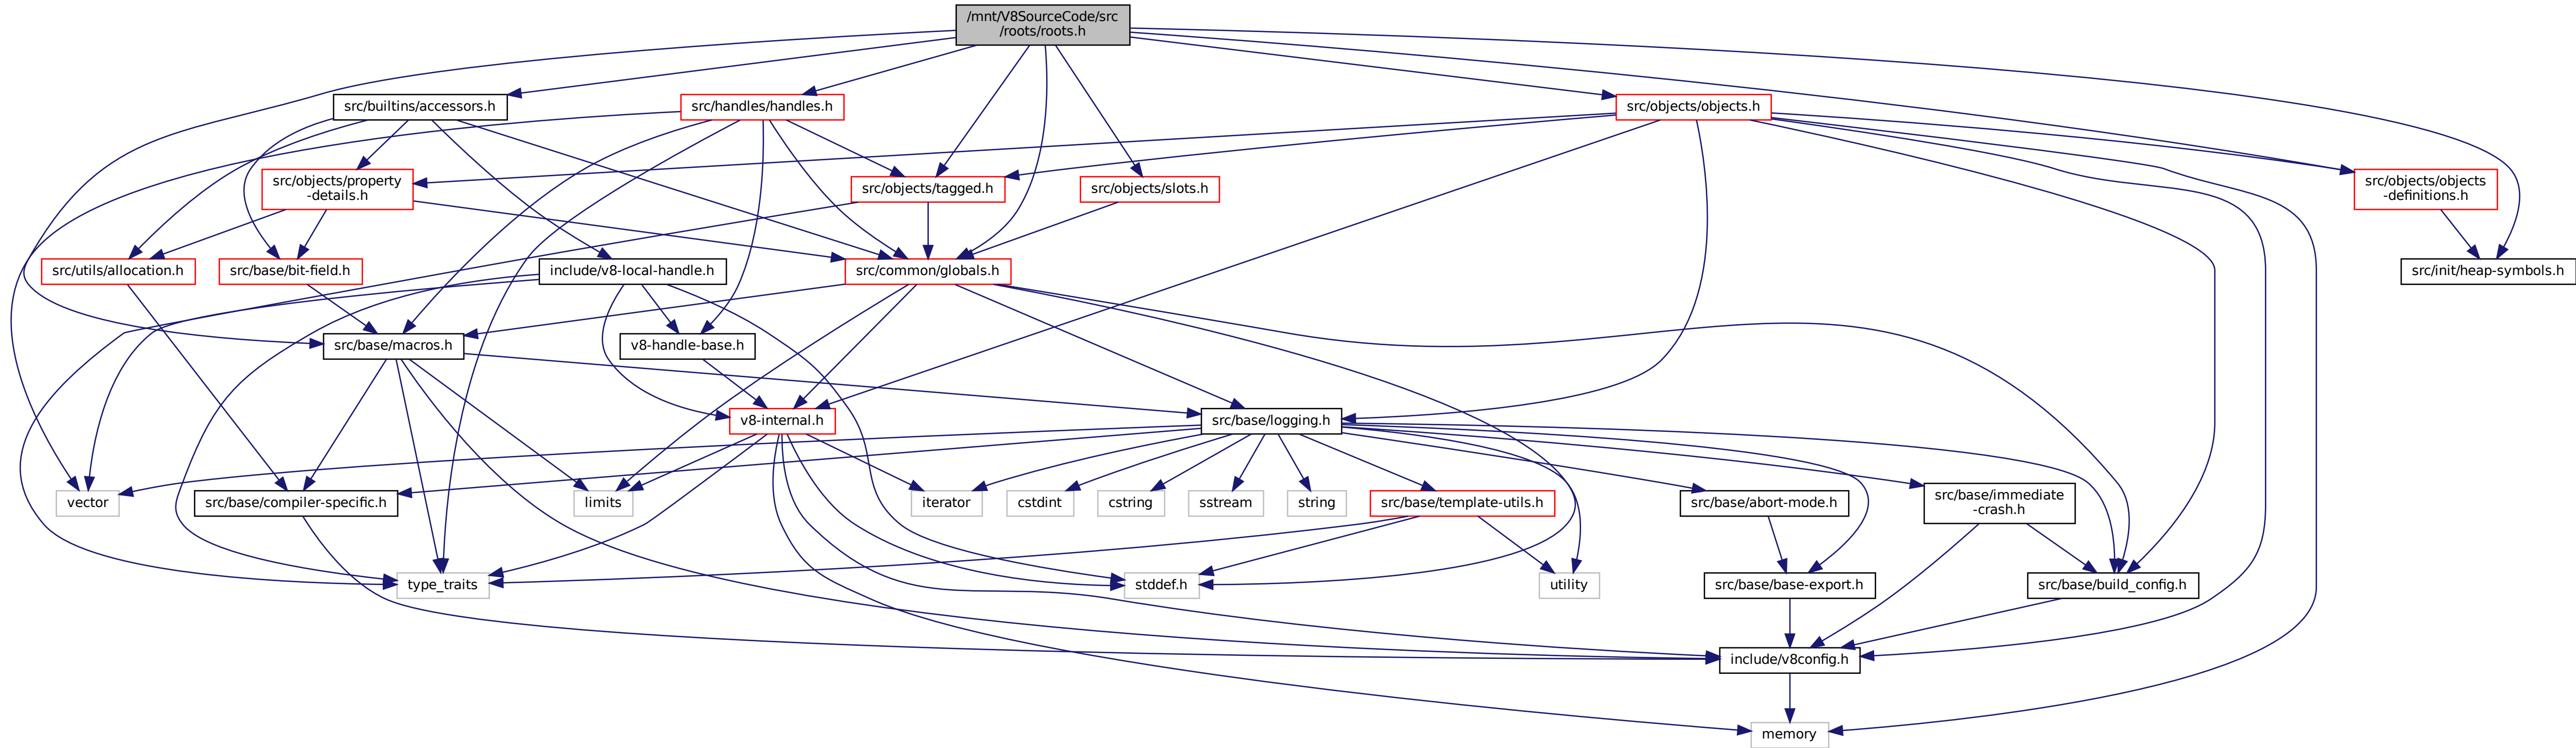 /mnt/V8SourceCode/src
/roots/roots.h
src/builtins/accessors.h
src/handles/handles.h
src/objects/objects.h
src/objects/property
-details.h
src/objects/tagged.h
src/objects/slots.h
src/objects/objects
-definitions.h
src/utils/allocation.h
src/base/bit-field.h
include/v8-local-handle.h
src/common/globals.h
src/init/heap-symbols.h
src/base/macros.h
v8-handle-base.h
v8-internal.h
src/base/logging.h
vector
src/base/compiler-specific.h
limits
iterator
cstdint
cstring
sstream
string
src/base/template-utils.h
src/base/abort-mode.h
src/base/immediate
-crash.h
type_traits
stddef.h
utility
src/base/base-export.h
src/base/build_config.h
include/v8config.h
memory